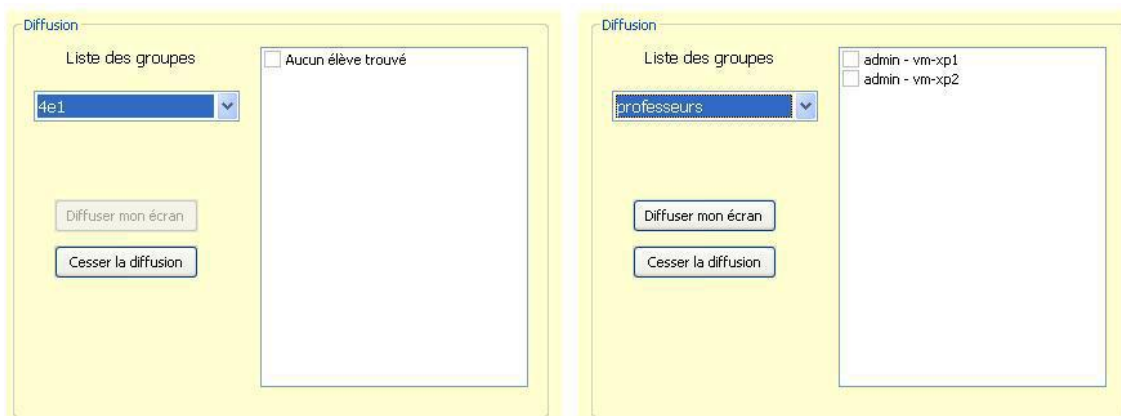 Diffusion
Liste des groupes
4e1
Diffuser mon écran
Cesser la diffusion
Aucun élève trouvé
Diffusion
Liste des groupes
professeurs
Diffuser mon écran
Cesser la diffusion
admin - vm-xp1
admin - vm-xp2